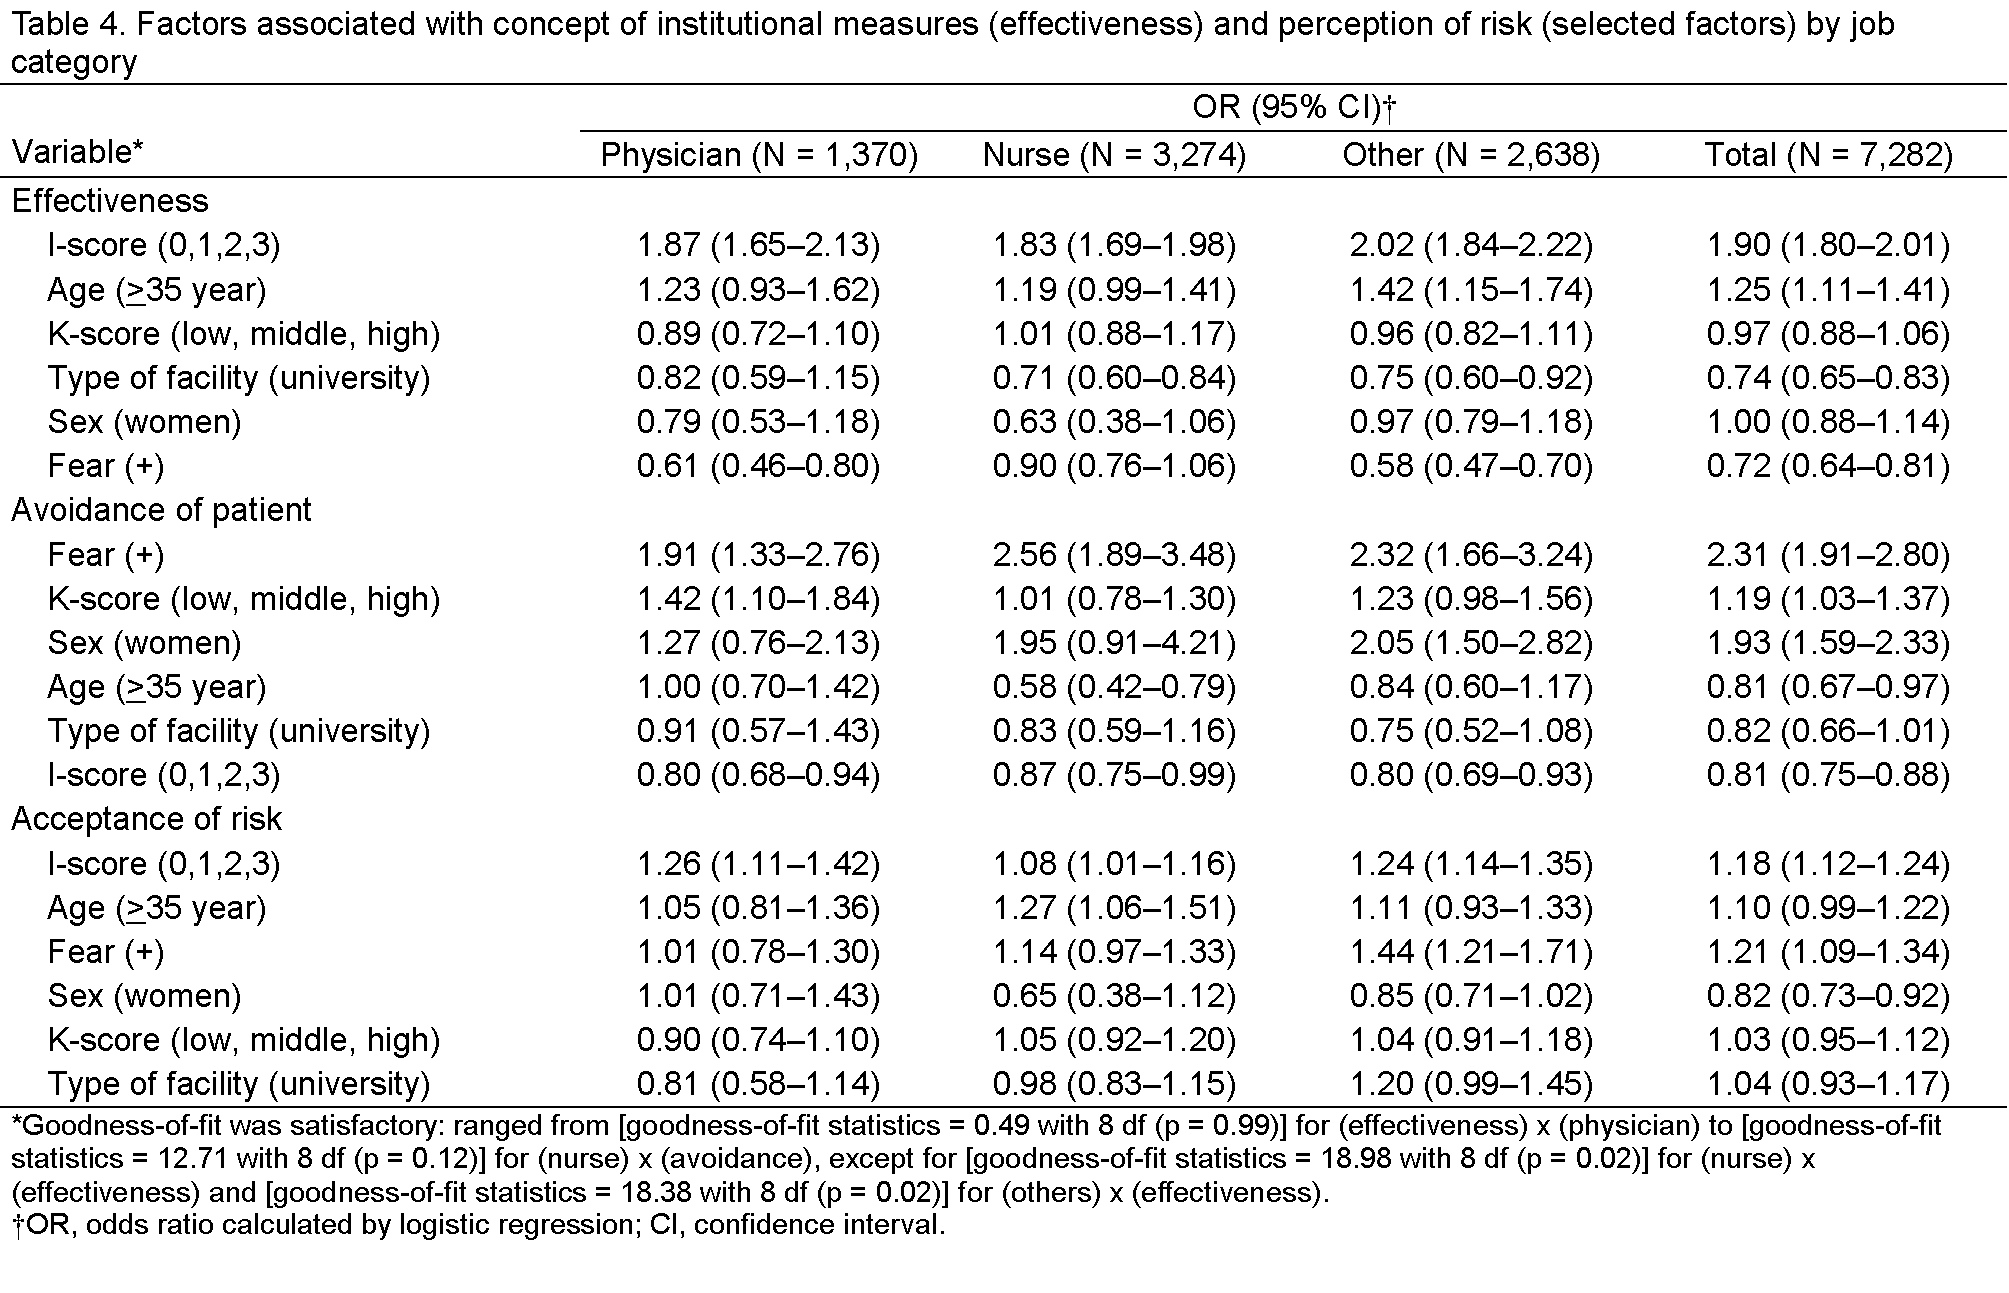 Table 4. Factors associated with concept of institutional measures (effectiveness) and perception of risk (selected factors) by job
category
OR (95% CI)†
Variable* Physician (N = 1,370) Nurse (N = 3,274) Other (N = 2,638) Total (N = 7,282)
Effectiveness
I-score (0,1,2,3) 1.87 (1.65–2.13) 1.83 (1.69–1.98) 2.02 (1.84–2.22) 1.90 (1.80–2.01)
Age (≥35 year) 1.23 (0.93–1.62) 1.19 (0.99–1.41) 1.42 (1.15–1.74) 1.25 (1.11–1.41)
K-score (low, middle, high) 0.89 (0.72–1.10) 1.01 (0.88–1.17) 0.96 (0.82–1.11) 0.97 (0.88–1.06)
Type of facility (university) 0.82 (0.59–1.15) 0.71 (0.60–0.84) 0.75 (0.60–0.92) 0.74 (0.65–0.83)
Sex (women) 0.79 (0.53–1.18) 0.63 (0.38–1.06) 0.97 (0.79–1.18) 1.00 (0.88–1.14)
Fear (+) 0.61 (0.46–0.80) 0.90 (0.76–1.06) 0.58 (0.47–0.70) 0.72 (0.64–0.81)
Avoidance of patient
Fear (+) 1.91 (1.33–2.76) 2.56 (1.89–3.48) 2.32 (1.66–3.24) 2.31 (1.91–2.80)
K-score (low, middle, high) 1.42 (1.10–1.84) 1.01 (0.78–1.30) 1.23 (0.98–1.56) 1.19 (1.03–1.37)
Sex (women) 1.27 (0.76–2.13) 1.95 (0.91–4.21) 2.05 (1.50–2.82) 1.93 (1.59–2.33)
Age (≥35 year) 1.00 (0.70–1.42) 0.58 (0.42–0.79) 0.84 (0.60–1.17) 0.81 (0.67–0.97)
Type of facility (university) 0.91 (0.57–1.43) 0.83 (0.59–1.16) 0.75 (0.52–1.08) 0.82 (0.66–1.01)
I-score (0,1,2,3) 0.80 (0.68–0.94) 0.87 (0.75–0.99) 0.80 (0.69–0.93) 0.81 (0.75–0.88)
Acceptance of risk
I-score (0,1,2,3) 1.26 (1.11–1.42) 1.08 (1.01–1.16) 1.24 (1.14–1.35) 1.18 (1.12–1.24)
Age (≥35 year) 1.05 (0.81–1.36) 1.27 (1.06–1.51) 1.11 (0.93–1.33) 1.10 (0.99–1.22)
Fear (+) 1.01 (0.78–1.30) 1.14 (0.97–1.33) 1.44 (1.21–1.71) 1.21 (1.09–1.34)
Sex (women) 1.01 (0.71–1.43) 0.65 (0.38–1.12) 0.85 (0.71–1.02) 0.82 (0.73–0.92)
K-score (low, middle, high) 0.90 (0.74–1.10) 1.05 (0.92–1.20) 1.04 (0.91–1.18) 1.03 (0.95–1.12)
Type of facility (university) 0.81 (0.58–1.14) 0.98 (0.83–1.15) 1.20 (0.99–1.45) 1.04 (0.93–1.17)
*Goodness-of-fit was satisfactory: ranged from [goodness-of-fit statistics = 0.49 with 8 df (p = 0.99)] for (effectiveness) x (physician) to [goodness-of-fit
statistics = 12.71 with 8 df (p = 0.12)] for (nurse) x (avoidance), except for [goodness-of-fit statistics = 18.98 with 8 df (p = 0.02)] for (nurse) x
(effectiveness) and [goodness-of-fit statistics = 18.38 with 8 df (p = 0.02)] for (others) x (effectiveness).
†OR, odds ratio calculated by logistic regression; CI, confidence interval.